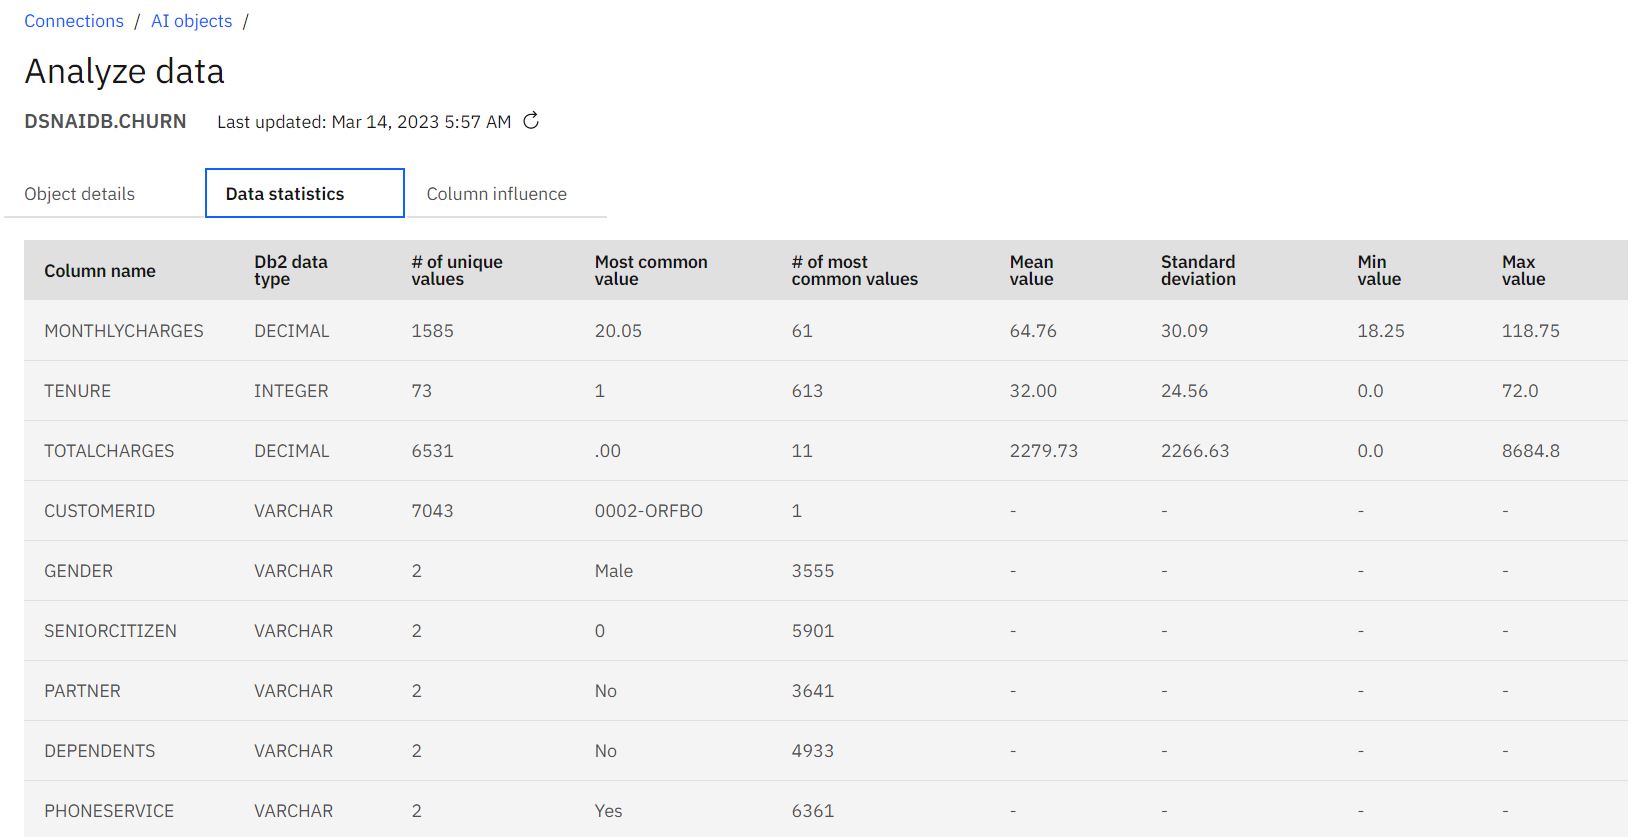 Connections / AI objects /
Analyze data
DSNAIDB.CHURN Last updated: Mar 14, 2023 5:57 AM
Object details Data statistics Column influence
Column name Db2 data type # of unique values Most common value # of most common values Mean value Standard deviation Min value Max value
MONTHLYCHARGES DECIMAL 1585 20.05 61 64.76 30.09 18.25 118.75
TENURE INTEGER 73 1 613 32.00 24.56 0.0 72.0
TOTALCHARGES DECIMAL 6531 .00 11 2279.73 2266.63 0.0 8684.8
CUSTOMERID VARCHAR 7043 0002-ORFBO 1 - - - -
GENDER VARCHAR 2 Male 3555 - - - -
SENIORCITIZEN VARCHAR 2 0 5901 - - - -
PARTNER VARCHAR 2 No 3641 - - - -
DEPENDENTS VARCHAR 2 No 4933 - - - -
PHONESERVICE VARCHAR 2 Yes 6361 - - - -